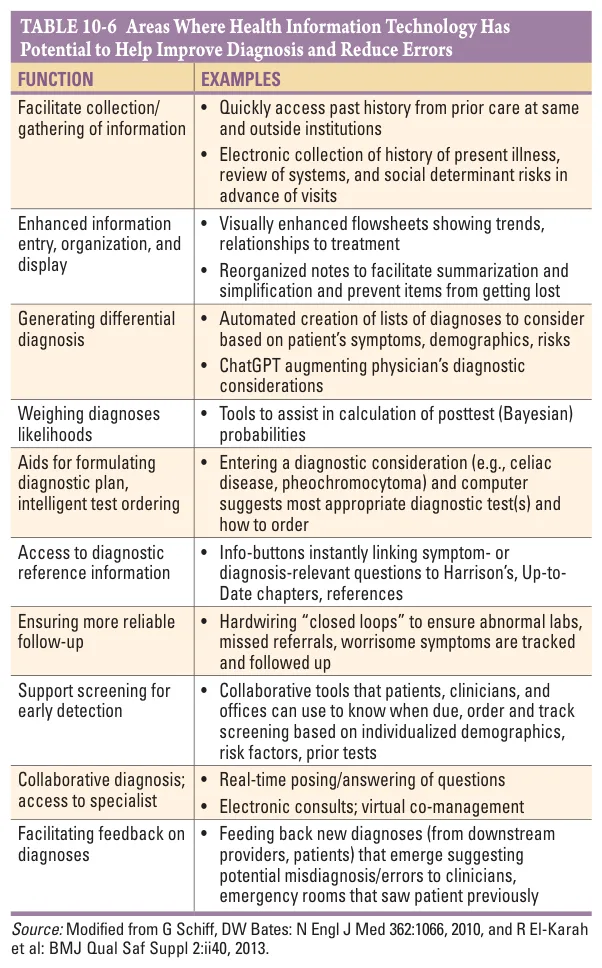 TABLE 10-6 Areas Where Health Information Technology Has
Potential to Help Improve Diagnosis and Reduce Errors
FUNCTION EXAMPLES
Facilitate collection/
gathering of information
• Quickly access past history from prior care at same
and outside institutions
• Electronic collection of history of present illness,
review of systems, and social determinant risks in
advance of visits
Enhanced information
entry, organization, and
display
• Visually enhanced flowsheets showing trends,
relationships to treatment
• Reorganized notes to facilitate summarization and
simplification and prevent items from getting lost
Generating differential
diagnosis
• Automated creation of lists of diagnoses to consider
based on patient’s symptoms, demographics, risks
• ChatGPT augmenting physician’s diagnostic
considerations
Weighing diagnoses
likelihoods
• Tools to assist in calculation of posttest (Bayesian)
probabilities
Aids for formulating
diagnostic plan,
intelligent test ordering
• Entering a diagnostic consideration (e.g., celiac
disease, pheochromocytoma) and computer
suggests most appropriate diagnostic test(s) and
how to order
Access to diagnostic
reference information
• Info-buttons instantly linking symptom- or
diagnosis-relevant questions to Harrison’s, Up-to-
Date chapters, references
Ensuring more reliable
follow-up
• Hardwiring “closed loops” to ensure abnormal labs,
missed referrals, worrisome symptoms are tracked
and followed up
Support screening for
early detection
• Collaborative tools that patients, clinicians, and
offices can use to know when due, order and track
screening based on individualized demographics,
risk factors, prior tests
Collaborative diagnosis;
access to specialist
• Real-time posing/answering of questions
• Electronic consults; virtual co-management
Facilitating feedback on
diagnoses
• Feeding back new diagnoses (from downstream
providers, patients) that emerge suggesting
potential misdiagnosis/errors to clinicians,
emergency rooms that saw patient previously
Source: Modified from G Schiff, DW Bates: N Engl J Med 362:1066, 2010, and R El-Karah
et al: BMJ Qual Saf Suppl 2:ii40, 2013.